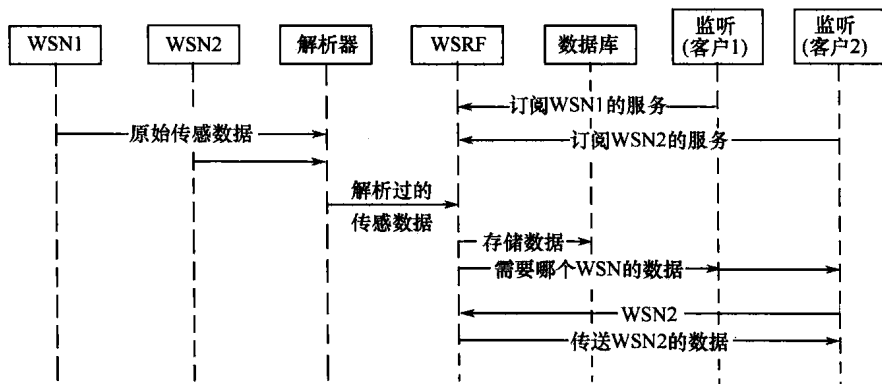 WSN1
WSN2
解析器
WSRF
数据库
监听
(客户1)
监听
(客户2)
订阅WSN1的服务
原始传感数据
订阅WSN2的服务
解析过的
传感数据
存储数据
需要哪个WSN的数据
WSN2
传送WSN2的数据